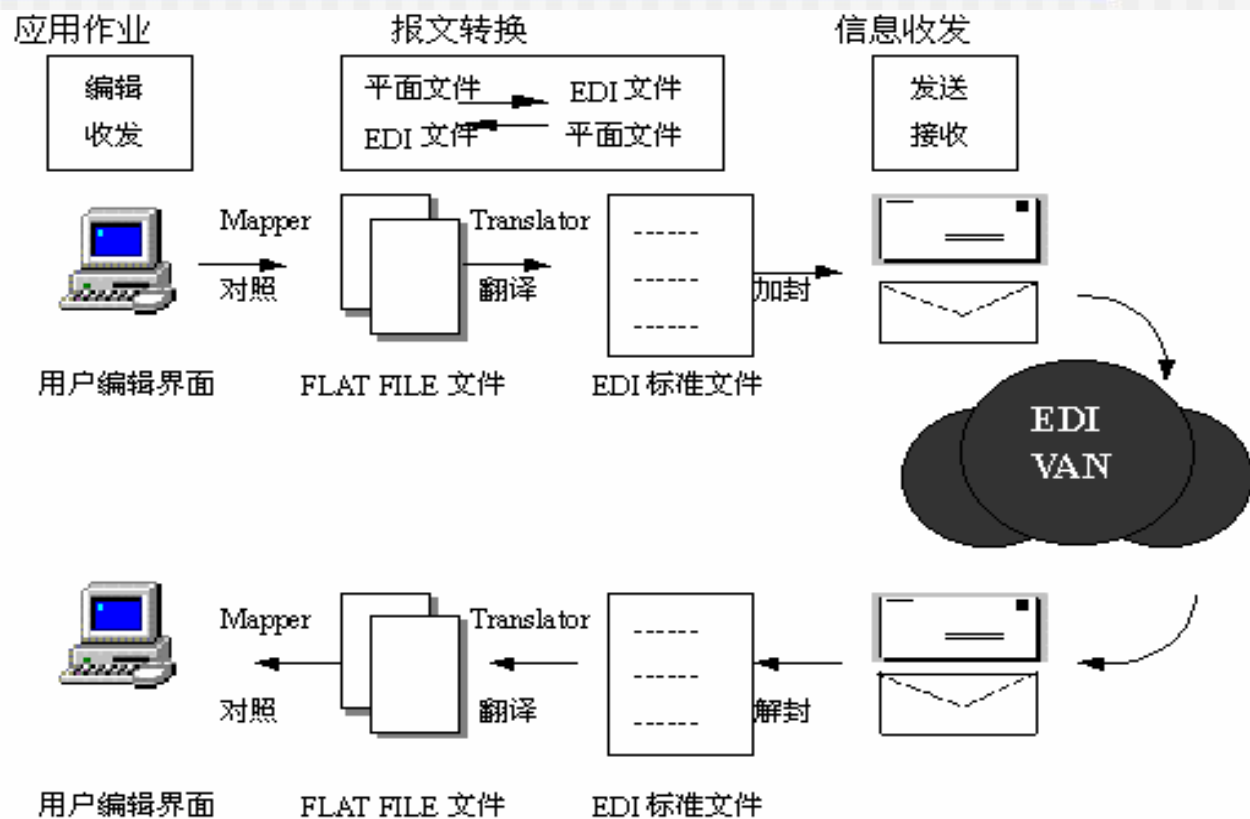 应用作业
报文转换
信息收发
编辑
收发
平面文件 EDI 文件
EDI 文件 平面文件
发送
接收
Mapper
对照
Translator
翻译
加封
用户编辑界面
FLAT FILE 文件
EDI 标准文件
EDI
VAN
Mapper
对照
Translator
翻译
解封
用户编辑界面
FLAT FILE 文件
EDI 标准文件